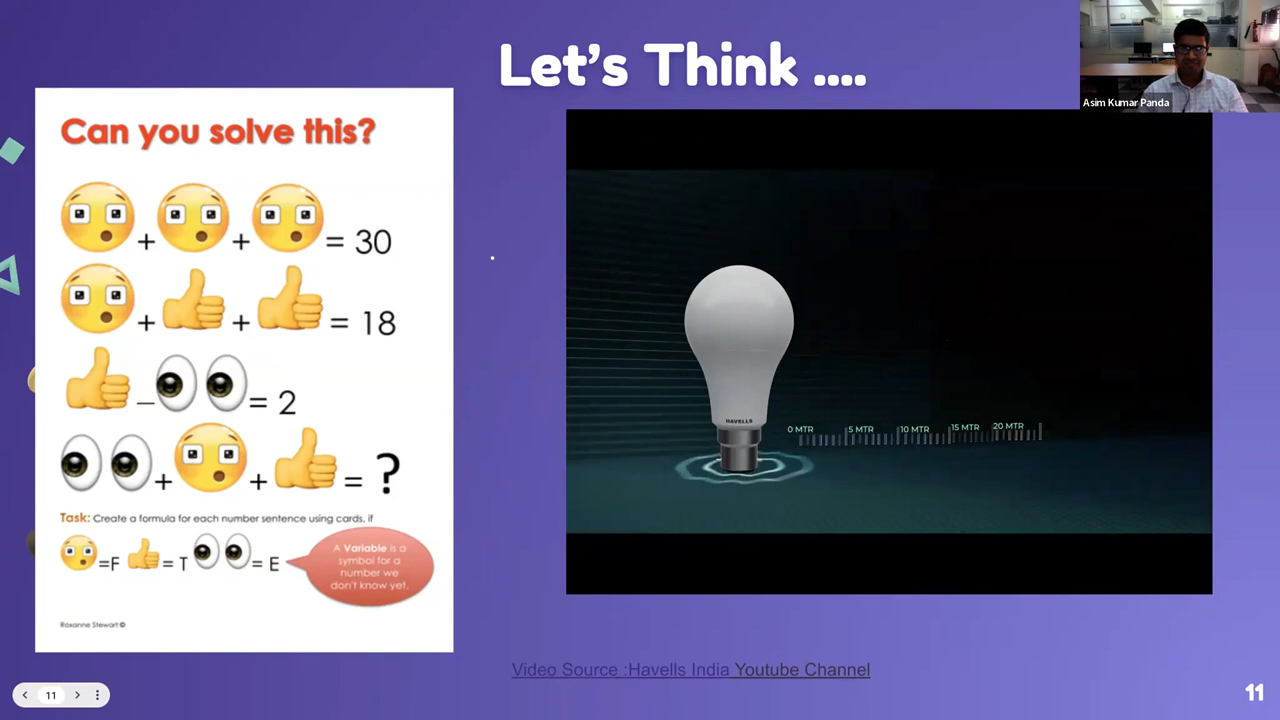 Let's Think ....
Asim Kumar Panda
Can you solve this?
+ + = 30
+ + = 18
– = 2
+ + = ?
Task: Create a formula for each number sentence using cards, if
=F = T = E
A Variable is a
symbol for a
number we
don't know yet.
Roxanne Stewart ©
HAVELLS
0 MTR 5 MTR 10 MTR 15 MTR 20 MTR
Video Source :Havells India Youtube Channel
11
11